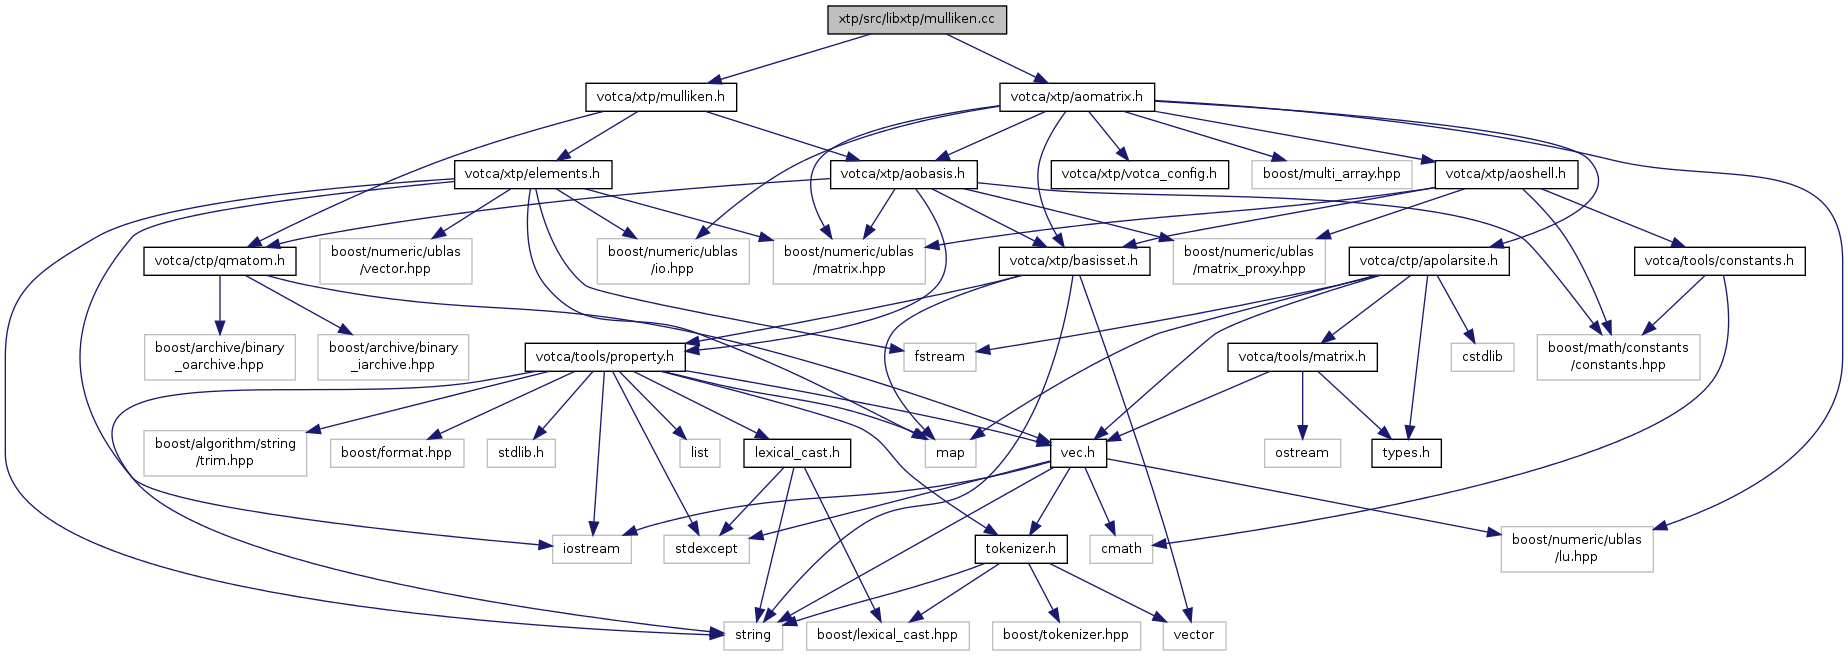 xtp/src/libxtp/mulliken.cc
votca/xtp/mulliken.h
votca/xtp/aomatrix.h
votca/xtp/elements.h
votca/xtp/aobasis.h
votca/xtp/votca_config.h
boost/multi_array.hpp
votca/xtp/aoshell.h
votca/ctp/qmatom.h
boost/numeric/ublas
/vector.hpp
boost/numeric/ublas
/io.hpp
boost/numeric/ublas
/matrix.hpp
votca/xtp/basisset.h
boost/numeric/ublas
/matrix_proxy.hpp
votca/ctp/apolarsite.h
votca/tools/constants.h
boost/archive/binary
_oarchive.hpp
boost/archive/binary
_iarchive.hpp
votca/tools/property.h
fstream
votca/tools/matrix.h
cstdlib
boost/math/constants
/constants.hpp
boost/algorithm/string
/trim.hpp
boost/format.hpp
stdlib.h
list
lexical_cast.h
map
vec.h
ostream
types.h
iostream
stdexcept
tokenizer.h
cmath
boost/numeric/ublas
/lu.hpp
string
boost/lexical_cast.hpp
boost/tokenizer.hpp
vector